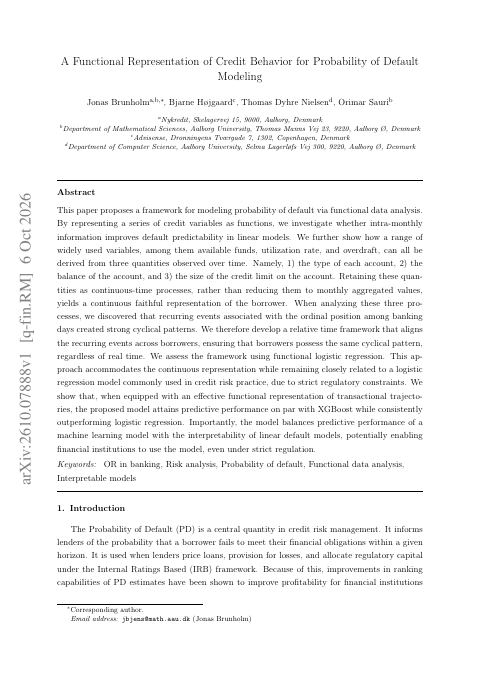 A Functional Representation of Credit Behavior for Probability of Default
Modeling
Jonas Brunholmᵃ,ᵇ,∗, Bjarne Højgaardᶜ, Thomas Dyhre Nielsenᵈ, Orimar Sauriᵇ
ᵃNykredit, Skelagervej 15, 9000, Aalborg, Denmark
ᵇDepartment of Mathematical Sciences, Aalborg University, Thomas Manns Vej 23, 9220, Aalborg Ø, Denmark
ᶜAdvisense, Dronningens Tværgade 7, 1302, Copenhagen, Denmark
ᵈDepartment of Computer Science, Aalborg University, Selma Lagerløfs Vej 300, 9220, Aalborg Ø, Denmark
Abstract
This paper proposes a framework for modeling probability of default via functional data analysis.
By representing a series of credit variables as functions, we investigate whether intra-monthly
information improves default predictability in linear models. We further show how a range of
widely used variables, among them available funds, utilization rate, and overdraft, can all be
derived from three quantities observed over time. Namely, 1) the type of each account, 2) the
balance of the account, and 3) the size of the credit limit on the account. Retaining these quan-
tities as continuous-time processes, rather than reducing them to monthly aggregated values,
yields a continuous faithful representation of the borrower. When analyzing these three pro-
cesses, we discovered that recurring events associated with the ordinal position among banking
days created strong cyclical patterns. We therefore develop a relative time framework that aligns
the recurring events across borrowers, ensuring that borrowers possess the same cyclical pattern,
regardless of real time. We assess the framework using functional logistic regression. This ap-
proach accommodates the continuous representation while remaining closely related to a logistic
regression model commonly used in credit risk practice, due to strict regulatory constraints. We
show that, when equipped with an effective functional representation of transactional trajecto-
ries, the proposed model attains predictive performance on par with XGBoost while consistently
outperforming logistic regression. Importantly, the model balances predictive performance of a
machine learning model with the interpretability of linear default models, potentially enabling
financial institutions to use the model, even under strict regulation.
Keywords: OR in banking, Risk analysis, Probability of default, Functional data analysis,
Interpretable models
1. Introduction
The Probability of Default (PD) is a central quantity in credit risk management. It informs
lenders of the probability that a borrower fails to meet their financial obligations within a given
horizon. It is used when lenders price loans, provision for losses, and allocate regulatory capital
under the Internal Ratings Based (IRB) framework. Because of this, improvements in ranking
capabilities of PD estimates have been shown to improve profitability for financial institutions
∗Corresponding author.
Email address: jbjens@math.aau.dk (Jonas Brunholm)
arXiv:2610.07888v1 [q-fin.RM] 6 Oct 2026